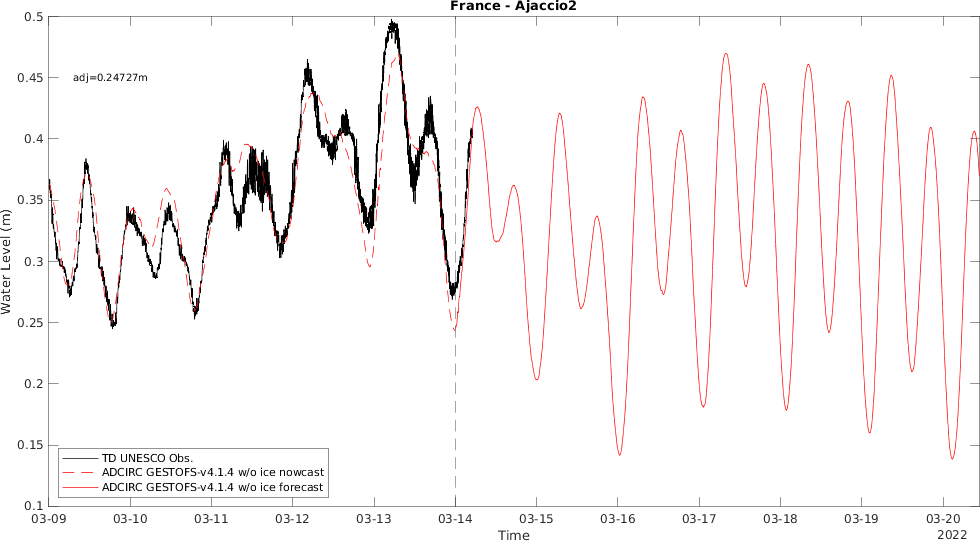 France - Ajaccio2
adj=0.24727m
Water Level (m)
0.5
0.45
0.4
0.35
0.3
0.25
0.2
0.15
0.1
TD UNESCO Obs.
ADCIRC GESTOFS-v4.1.4 w/o ice nowcast
ADCIRC GESTOFS-v4.1.4 w/o ice forecast
03-09 03-10 03-11 03-12 03-13 03-14 03-15 03-16 03-17 03-18 03-19 03-20
Time
2022